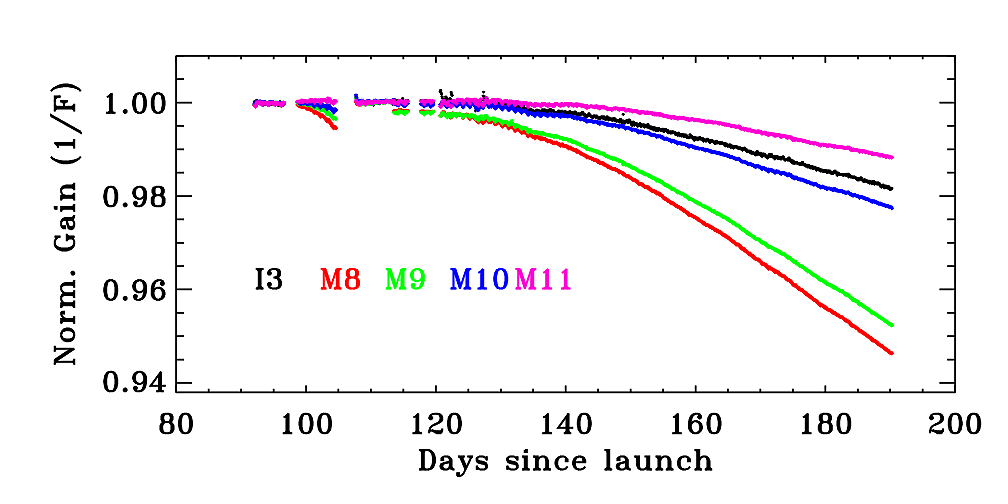 Norm. Gain (1/F)
1.00
0.98
0.96
0.94
I3 M8 M9 M10 M11
80 100 120 140 160 180 200
Days since launch